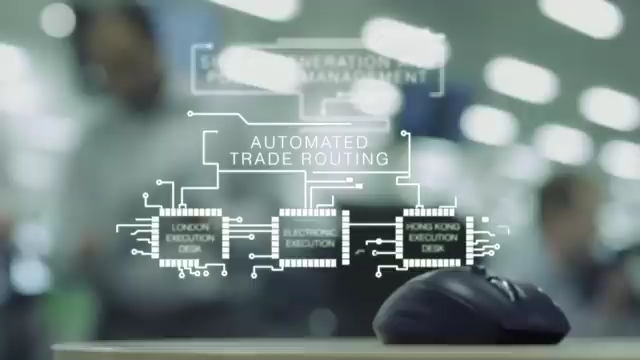 MANAGEMENT
AUTOMATED
TRADE ROUTING
LONDON
EXECUTION
DESK
ELECTRONIC
EXECUTION
HONG KONG
EXECUTION
DESK